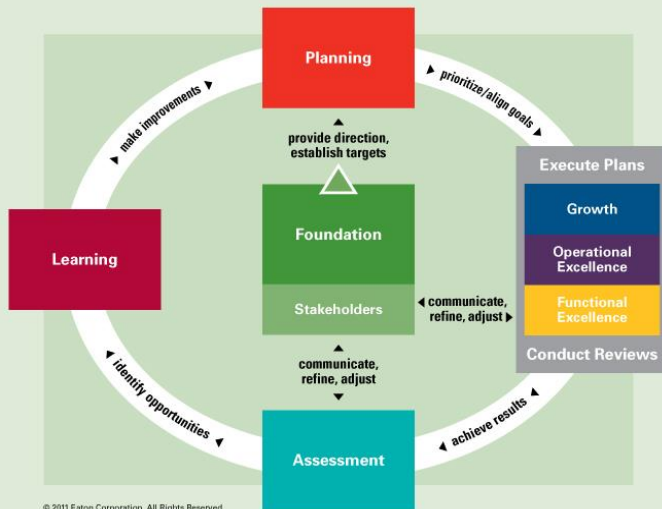 Planning
make improvements
prioritize/align goals
provide direction,
establish targets
Execute Plans
Growth
Operational
Excellence
Functional
Excellence
Conduct Reviews
Foundation
Stakeholders
Learning
communicate,
refine, adjust
communicate,
refine, adjust
identify opportunities
achieve results
Assessment
© 2011 Eaton Corporation. All Rights Reserved.